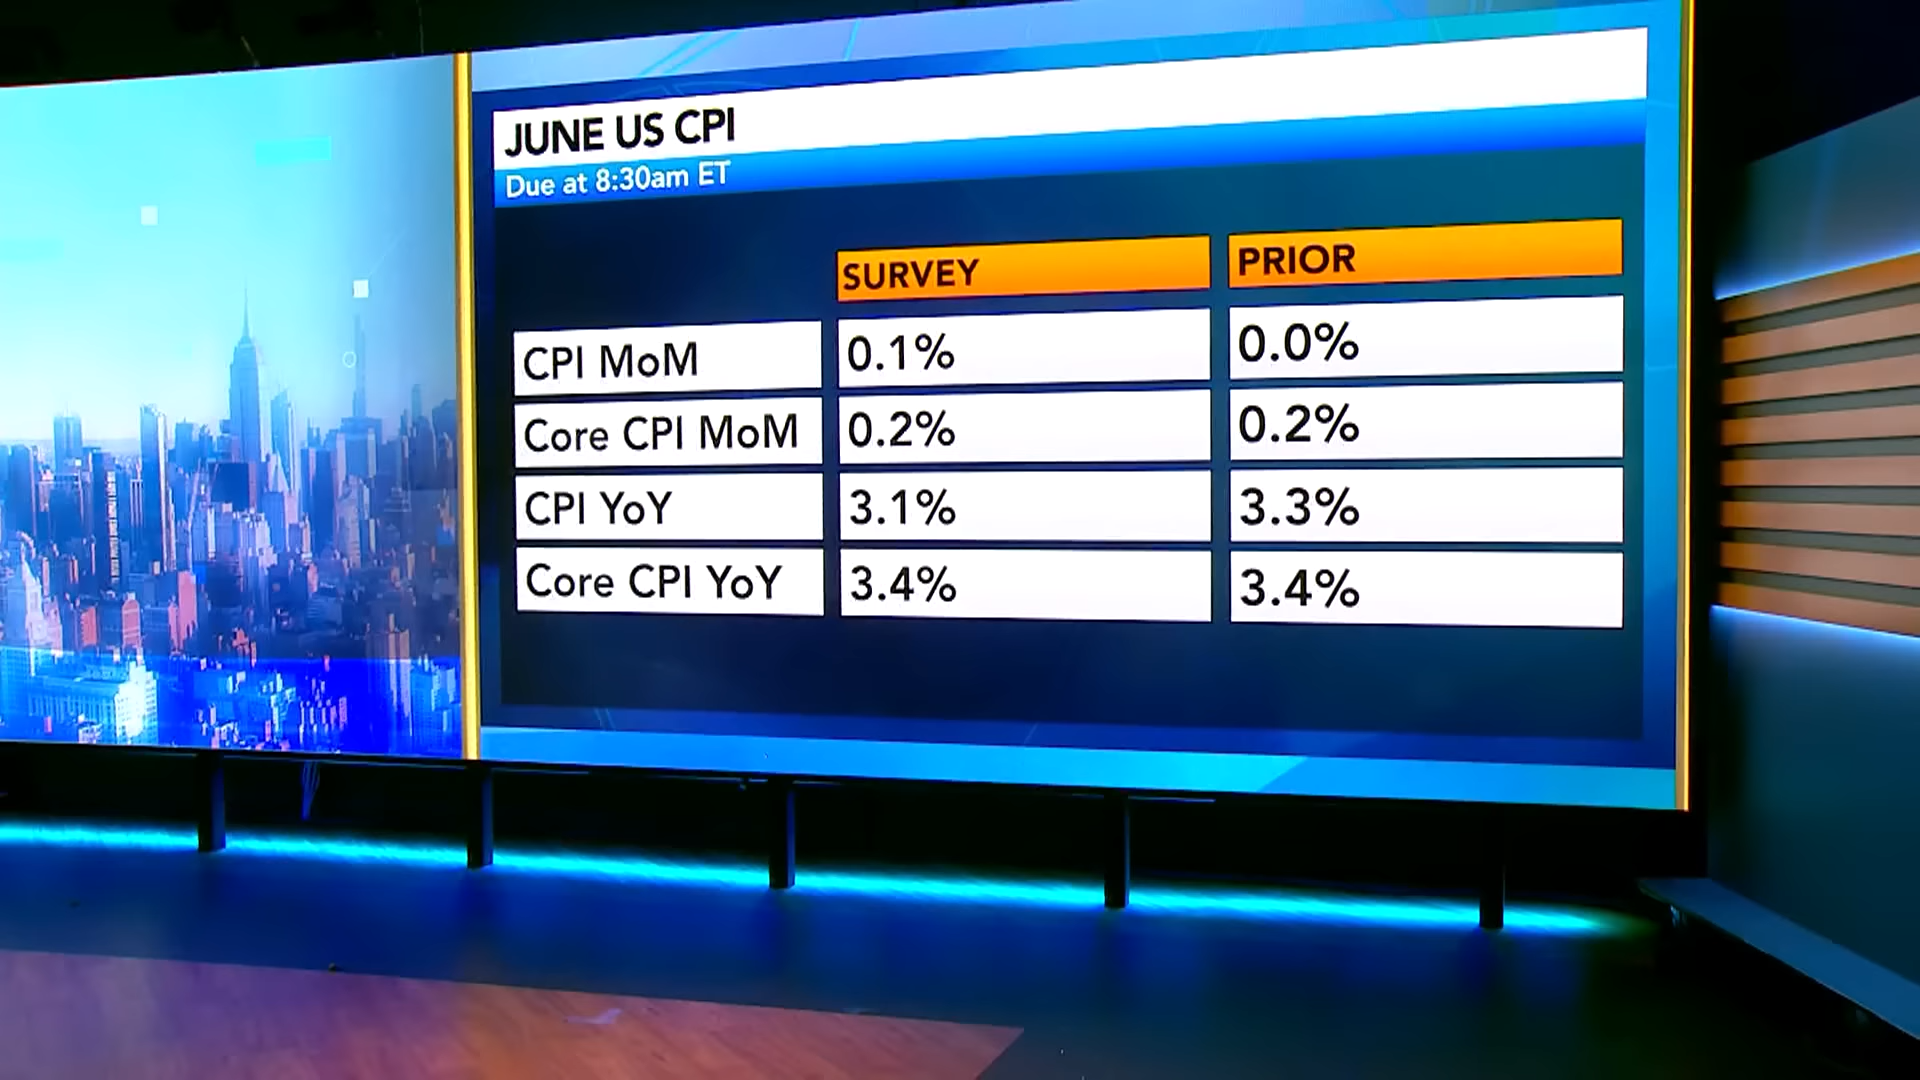 JUNE US CPI
Due at 8:30am ET
SURVEY PRIOR
CPI MoM 0.1% 0.0%
Core CPI MoM 0.2% 0.2%
CPI YoY 3.1% 3.3%
Core CPI YoY 3.4% 3.4%